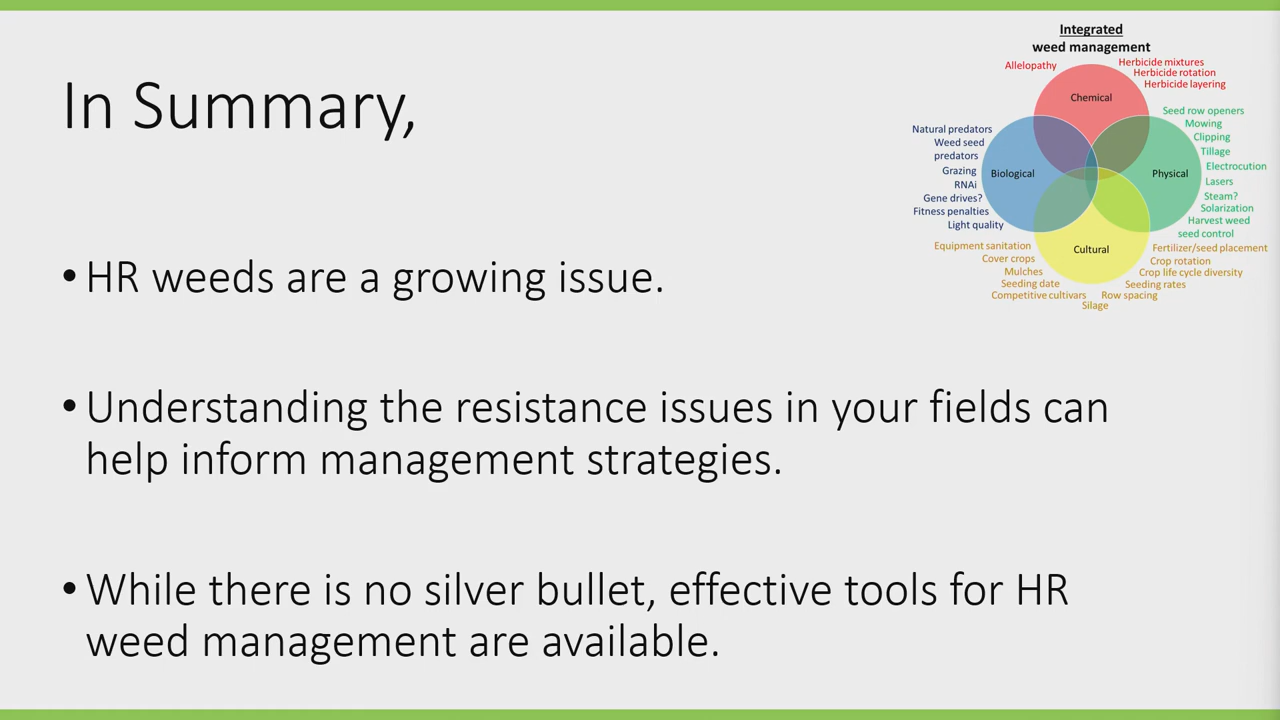 In Summary,
• HR weeds are a growing issue.
• Understanding the resistance issues in your fields can
help inform management strategies.
• While there is no silver bullet, effective tools for HR
weed management are available.
Integrated
weed management
Allelopathy
Herbicide mixtures
Herbicide rotation
Herbicide layering
Chemical
Natural predators
Weed seed
predators
Grazing
RNAi
Gene drives?
Fitness penalties
Light quality
Biological
Physical
Seed row openers
Mowing
Clipping
Tillage
Electrocution
Lasers
Steam?
Solarization
Harvest weed
seed control
Cultural
Equipment sanitation
Cover crops
Mulches
Seeding date
Competitive cultivars
Silage
Row spacing
Seeding rates
Crop life cycle diversity
Crop rotation
Fertilizer/seed placement